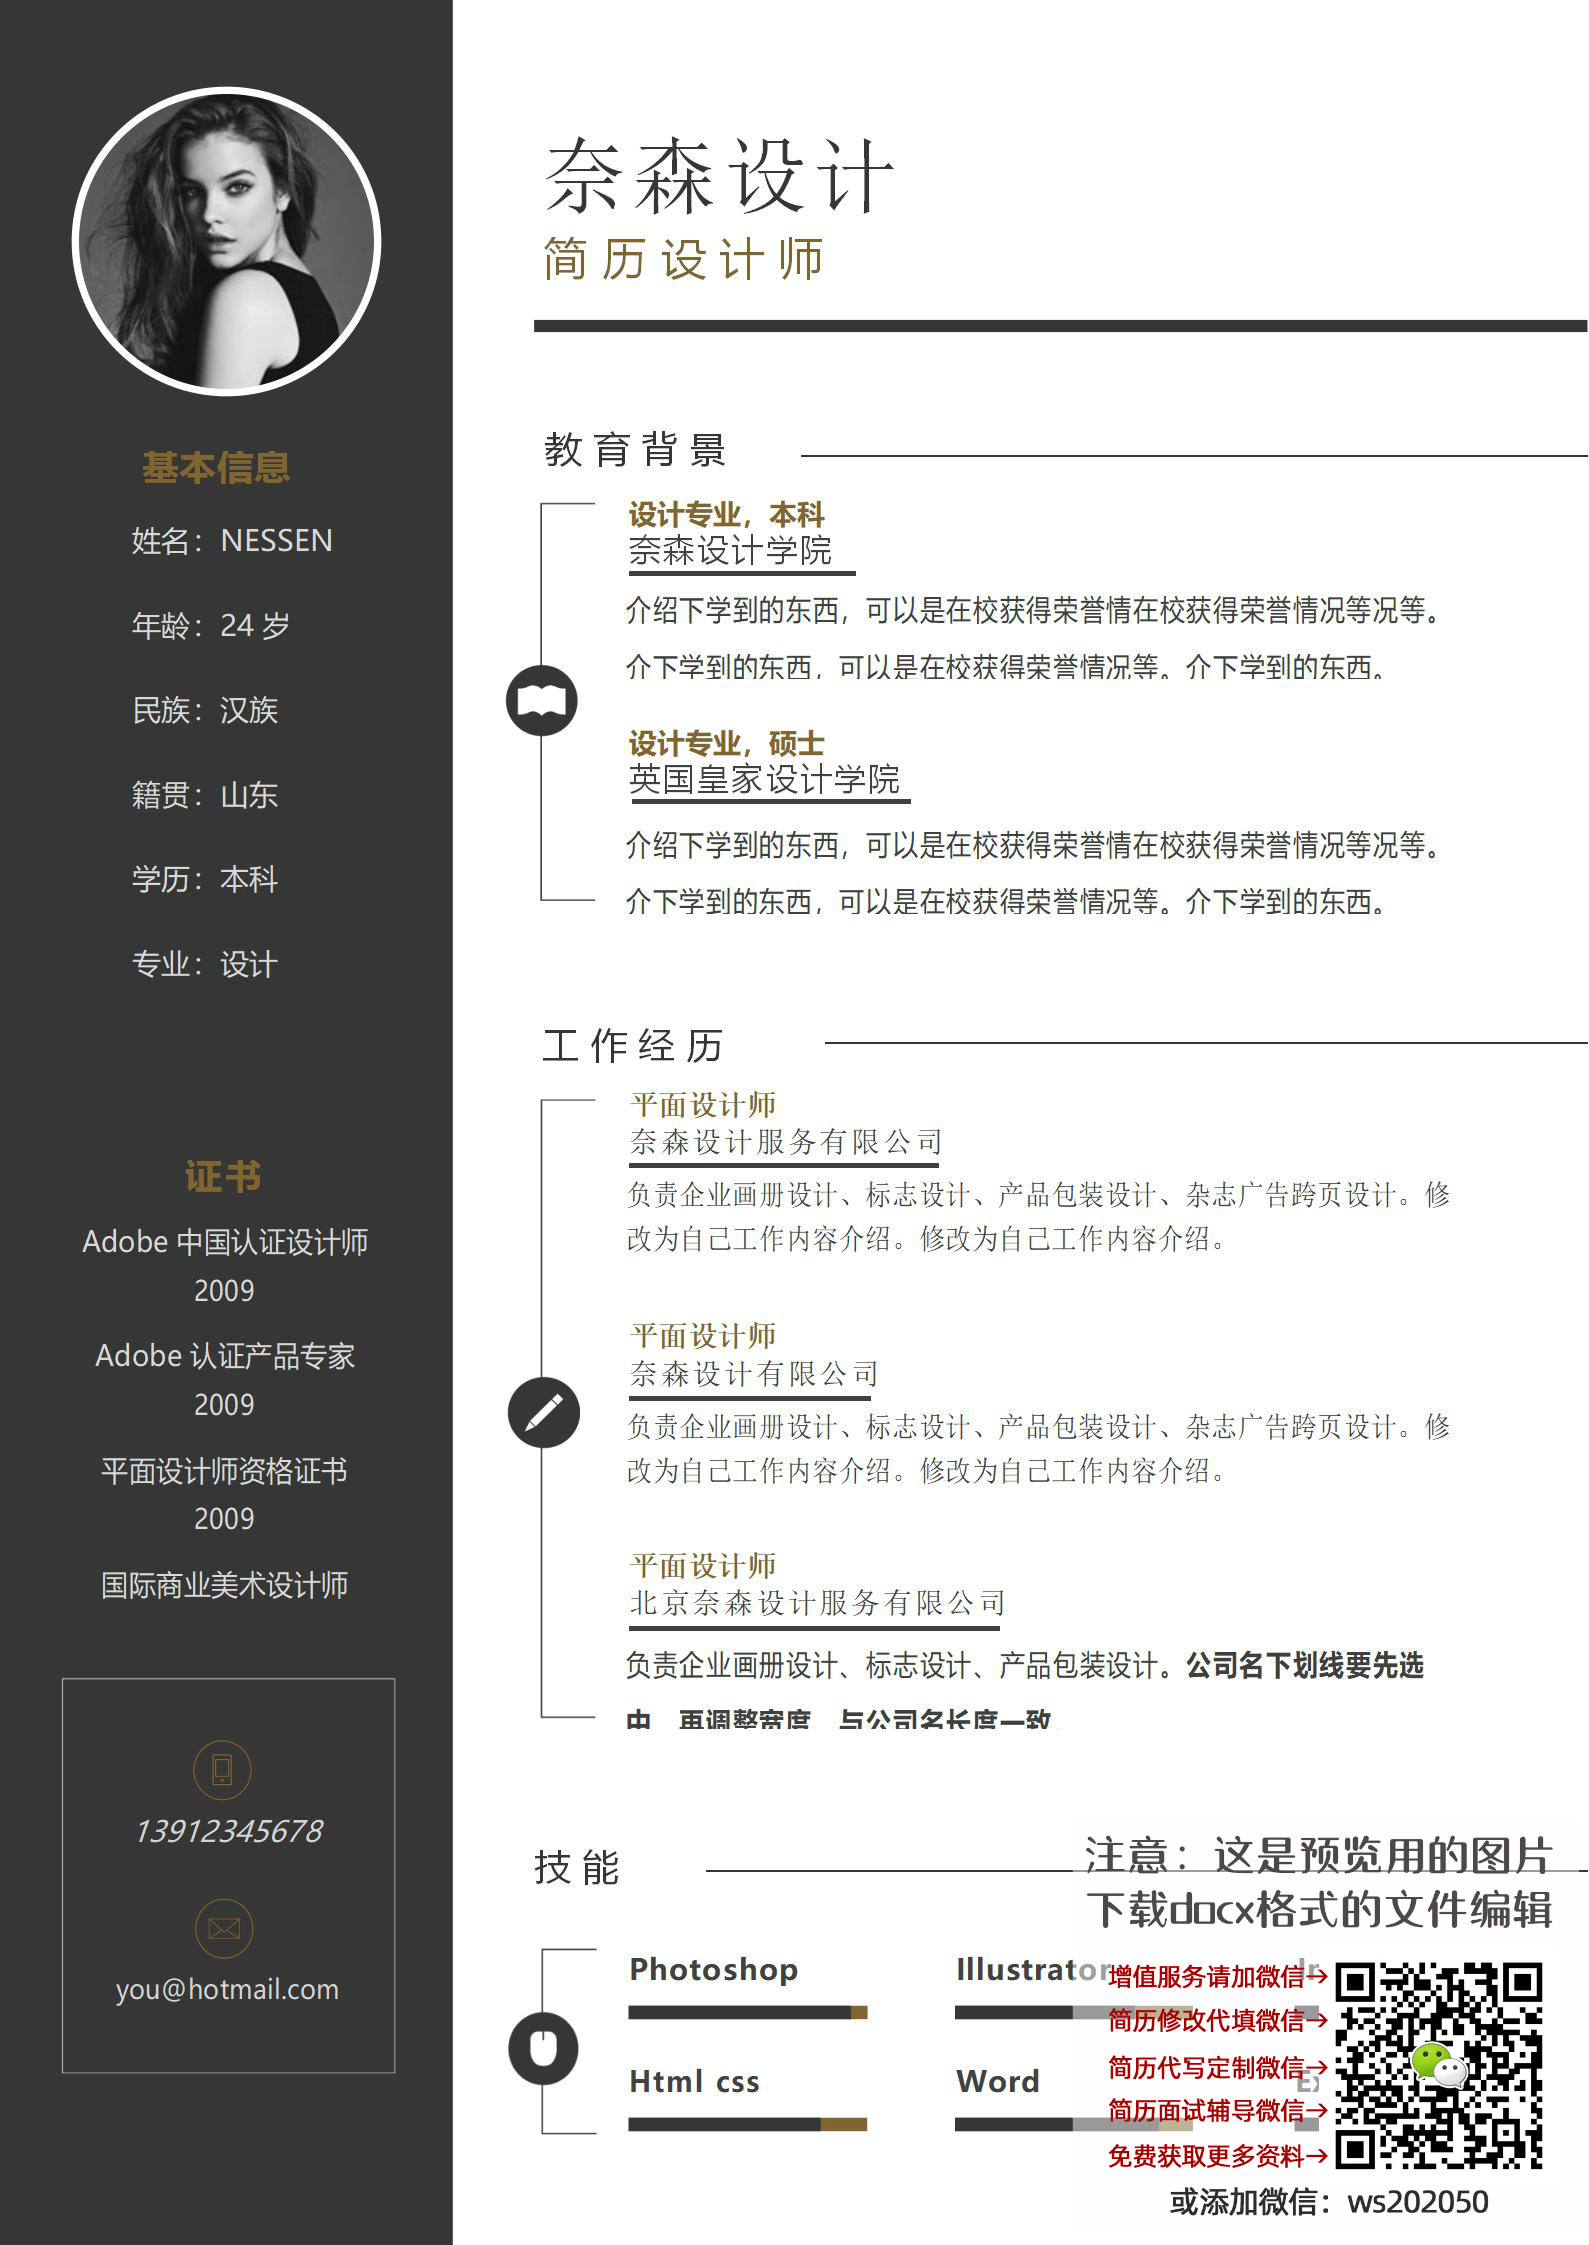 奈森设计
简历设计师
基本信息
姓名：NESSEN
年龄：24 岁
民族：汉族
籍贯：山东
学历：本科
专业：设计
证书
Adobe 中国认证设计师
2009
Adobe 认证产品专家
2009
平面设计师资格证书
2009
国际商业美术设计师
13912345678
you@hotmail.com
教育背景
设计专业，本科
奈森设计学院
介绍下学到的东西，可以是在校获得荣誉情在校获得荣誉情况等况等。
介下学到的东西，可以是在校获得荣誉情况等。介下学到的东西。
设计专业，硕士
英国皇家设计学院
介绍下学到的东西，可以是在校获得荣誉情在校获得荣誉情况等况等。
介下学到的东西，可以是在校获得荣誉情况等。介下学到的东西。
工作经历
平面设计师
奈森设计服务有限公司
负责企业画册设计、标志设计、产品包装设计、杂志广告跨页设计。修
改为自己工作内容介绍。修改为自己工作内容介绍。
平面设计师
奈森设计有限公司
负责企业画册设计、标志设计、产品包装设计、杂志广告跨页设计。修
改为自己工作内容介绍。修改为自己工作内容介绍。
平面设计师
北京奈森设计服务有限公司
负责企业画册设计、标志设计、产品包装设计。公司名下划线要先选
中，再调整宽度，与公司名长度一致
技能
Photoshop
Illustrator
Html css
Word
注意：这是预览用的图片
下载docx格式的文件编辑
增值服务请加微信→
简历修改代填微信→
简历代写定制微信→
简历面试辅导微信→
免费获取更多资料→
或添加微信：ws202050